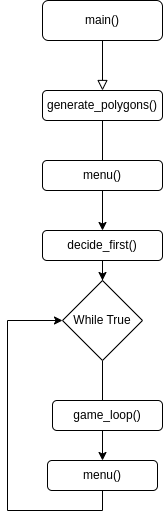 main()
generate_polygons()
menu()
decide_first()
While True
game_loop()
menu()